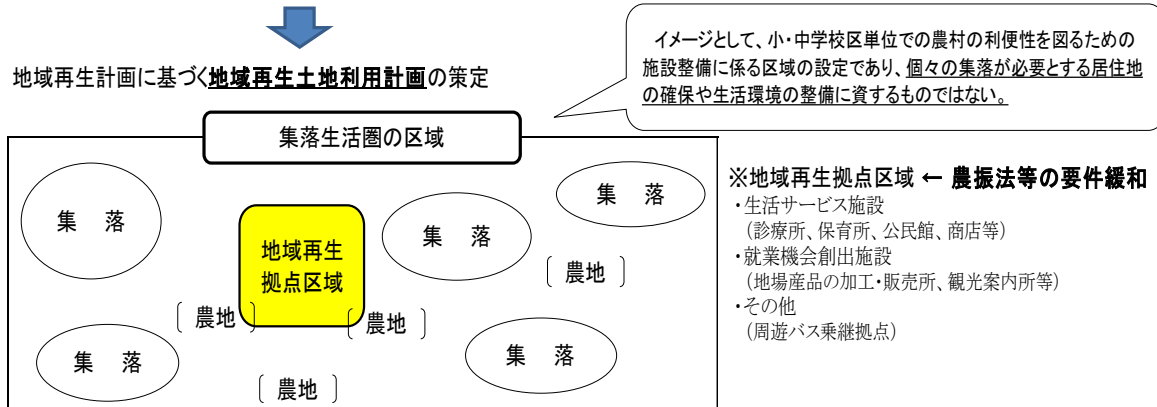 イメージとして、小・中学校区単位での農村の利便性を図るための
施設整備に係る区域の設定であり、個々の集落が必要とする居住地
の確保や生活環境の整備に資するものではない。
地域再生計画に基づく地域再生土地利用計画の策定
集落生活圏の区域
集 落
地域再生
拠点区域
集 落
集 落
〔 農地 〕
〔 農地 〕
〔 農地 〕
集 落
集 落
〔 農地 〕
※地域再生拠点区域 ← 農振法等の要件緩和
・生活サービス施設
(診療所、保育所、公民館、商店等)
・就業機会創出施設
(地場産品の加工・販売所、観光案内所等)
・その他
(周遊バス乗継拠点)